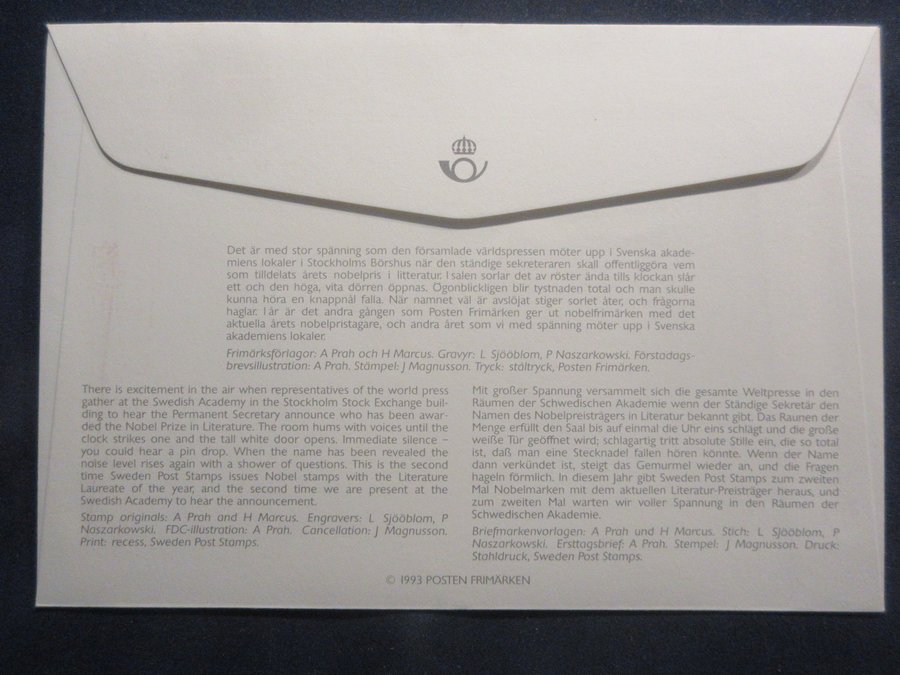 Det är med stor spänning som den församlade världspressen möter upp i Svenska akade-
miens lokaler i Stockholms Börshus när den ständige sekreteraren skall offentliggöra vem
som tilldelats årets nobelpris i litteratur. I salen sorlar det av röster ända tills klockan slår
ett och den höga, vita dörren öppnas. Ögonblickligen blir tystnaden total och man skulle
kunna höra en knappnål falla. När namnet väl är avslöjat stiger sorlet åter, och frågorna
haglar. I år är det andra gången som Posten Frimärken ger ut nobelfrimärken med det
aktuella årets nobelpristagare, och andra året som vi med spänning möter upp i Svenska
akademiens lokaler.
Frimärksförlagor: A Prah och H Marcus. Gravyr: L Sjööblom, P Naszarkowski. Förstadags-
brevsillustration: A Prah. Stämpel: J Magnusson. Tryck: ståltryck, Posten Frimärken.
There is excitement in the air when representatives of the world press
gather at the Swedish Academy in the Stockholm Stock Exchange buil-
ding to hear the Permanent Secretary announce who has been awar-
ded the Nobel Prize in Literature. The room hums with voices until the
clock strikes one and the tall white door opens. Immediate silence –
you could hear a pin drop. When the name has been revealed the
noise level rises again with a shower of questions. This is the second
time Sweden Post Stamps issues Nobel stamps with the Literature
Laureate of the year, and the second time we are present at the
Swedish Academy to hear the announcement.
Stamp originals: A Prah and H Marcus. Engravers: L Sjööblom, P
Naszarkowski. FDC-illustration: A Prah. Cancellation: J Magnusson.
Print: recess, Sweden Post Stamps.
Mit großer Spannung versammelt sich die gesamte Weltpresse in den
Räumen der Schwedischen Akademie wenn der Ständige Sekretär den
Namen des Nobelpreisträgers in Literatur bekannt gibt. Das Raunen der
Menge erfüllt den Saal bis auf einmal die Uhr eins schlägt und die große
weiße Tür geöffnet wird; schlagartig tritt absolute Stille ein, die so total
ist, daß man eine Stecknadel fallen hören könnte. Wenn der Name
dann verkündet ist, steigt das Gemurmel wieder an, und die Fragen
hageln förmlich. In diesem Jahr gibt Sweden Post Stamps zum zweiten
Mal Nobelmarken mit dem aktuellen Literatur-Preisträger heraus, und
zum zweiten Mal warten wir voller Spannung in den Räumen der
Schwedischen Akademie.
Briefmarkenvorlagen: A Prah und H Marcus. Stich: L Sjööblom, P
Naszarkowski. Ersttagsbrief: A Prah. Stempel: J Magnusson. Druck:
Stahldruck, Sweden Post Stamps.
© 1993 POSTEN FRIMÄRKEN